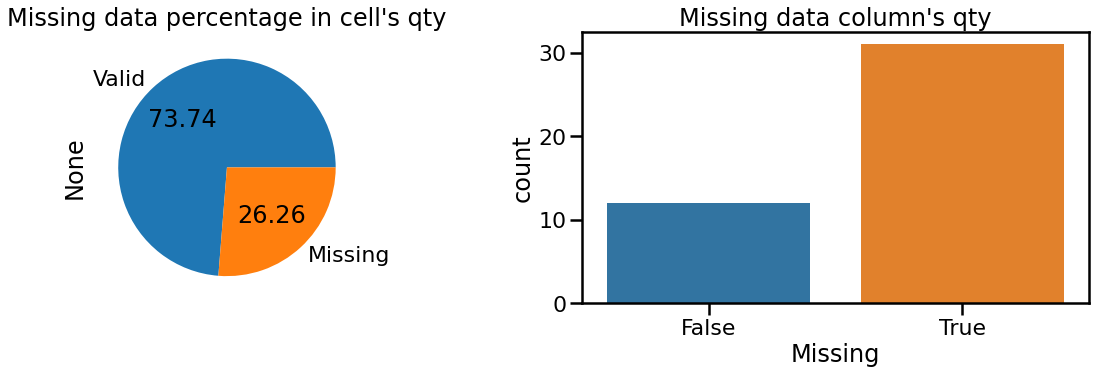 Missing data percentage in cell's qty
Valid
73.74
None
26.26
Missing
Missing data column's qty
30
20
10
0
count
False
True
Missing